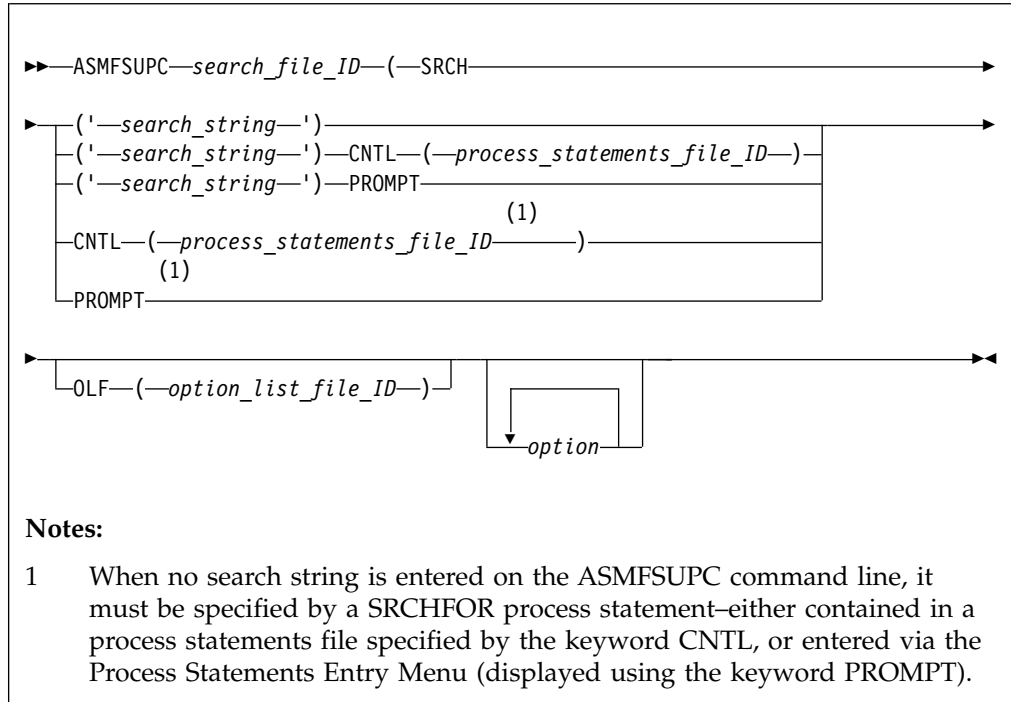 ASMFSUPC search_file_ID ( SRCH
(' search_string ')
(' search_string ') CNTL ( process_statements_file_ID )
(' search_string ') PROMPT
(1)
CNTL ( process_statements_file_ID )
(1)
PROMPT
OLF ( option_list_file_ID )
option
Notes:
1 When no search string is entered on the ASMFSUPC command line, it
must be specified by a SRCHFOR process statement–either contained in a
process statements file specified by the keyword CNTL, or entered via the
Process Statements Entry Menu (displayed using the keyword PROMPT).